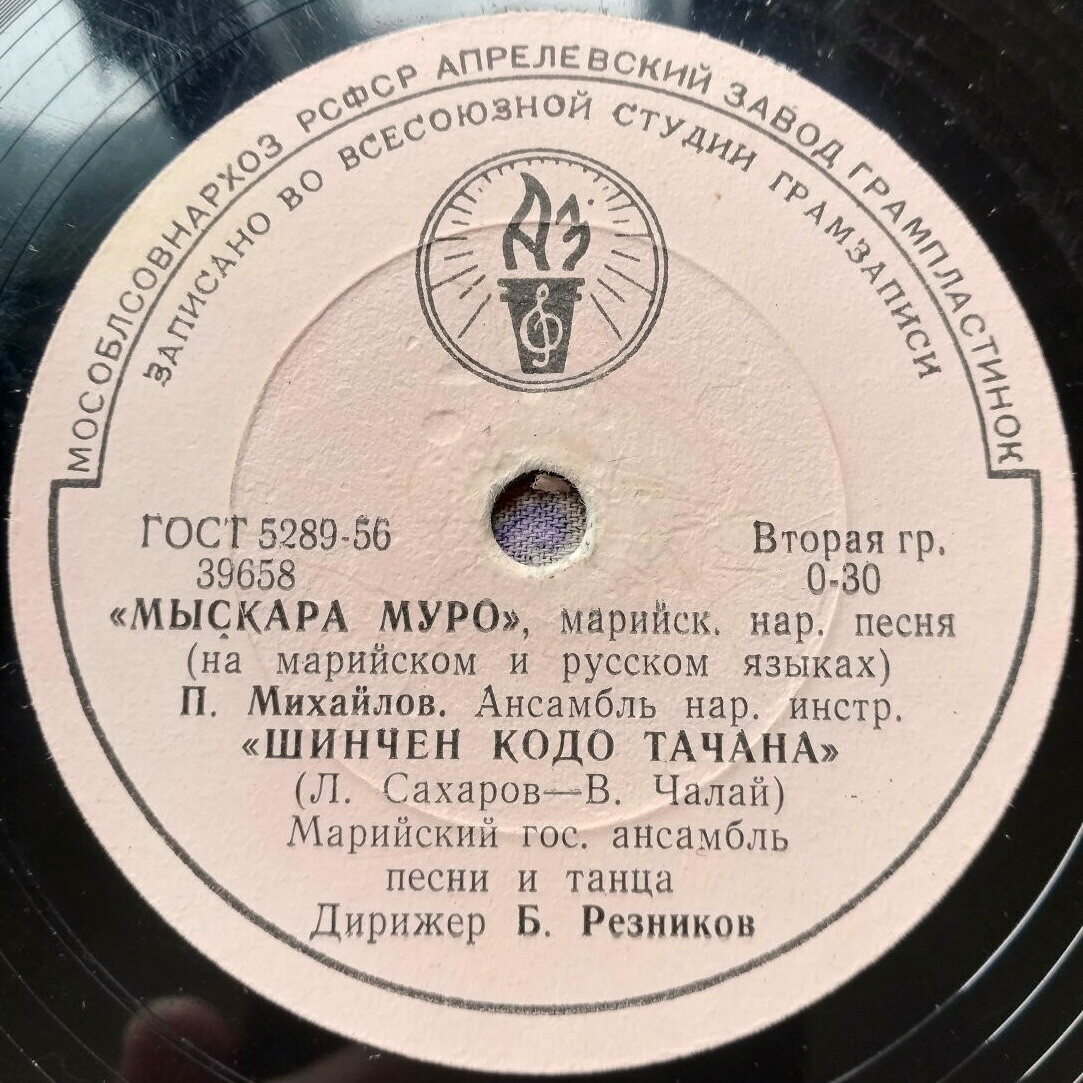 МОСОБЛСОВНАРХОЗ РСФСР АПРЕЛЕВСКИЙ ЗАВОД ГРАМПЛАСТИНОК
ЗАПИСАНО ВО ВСЕСОЮЗНОЙ СТУДИИ ГРАМЗАПИСИ
АЗ
ГОСТ 5289-56
39658
Вторая гр.
0-30
«МЫСКАРА МУРО», марийск. нар. песня
(на марийском и русском языках)
П. Михайлов. Ансамбль нар. инстр.
«ШИНЧЕН КОДО ТАЧАНА»
(Л. Сахаров—В. Чалай)
Марийский гос. ансамбль
песни и танца
Дирижер Б. Резников